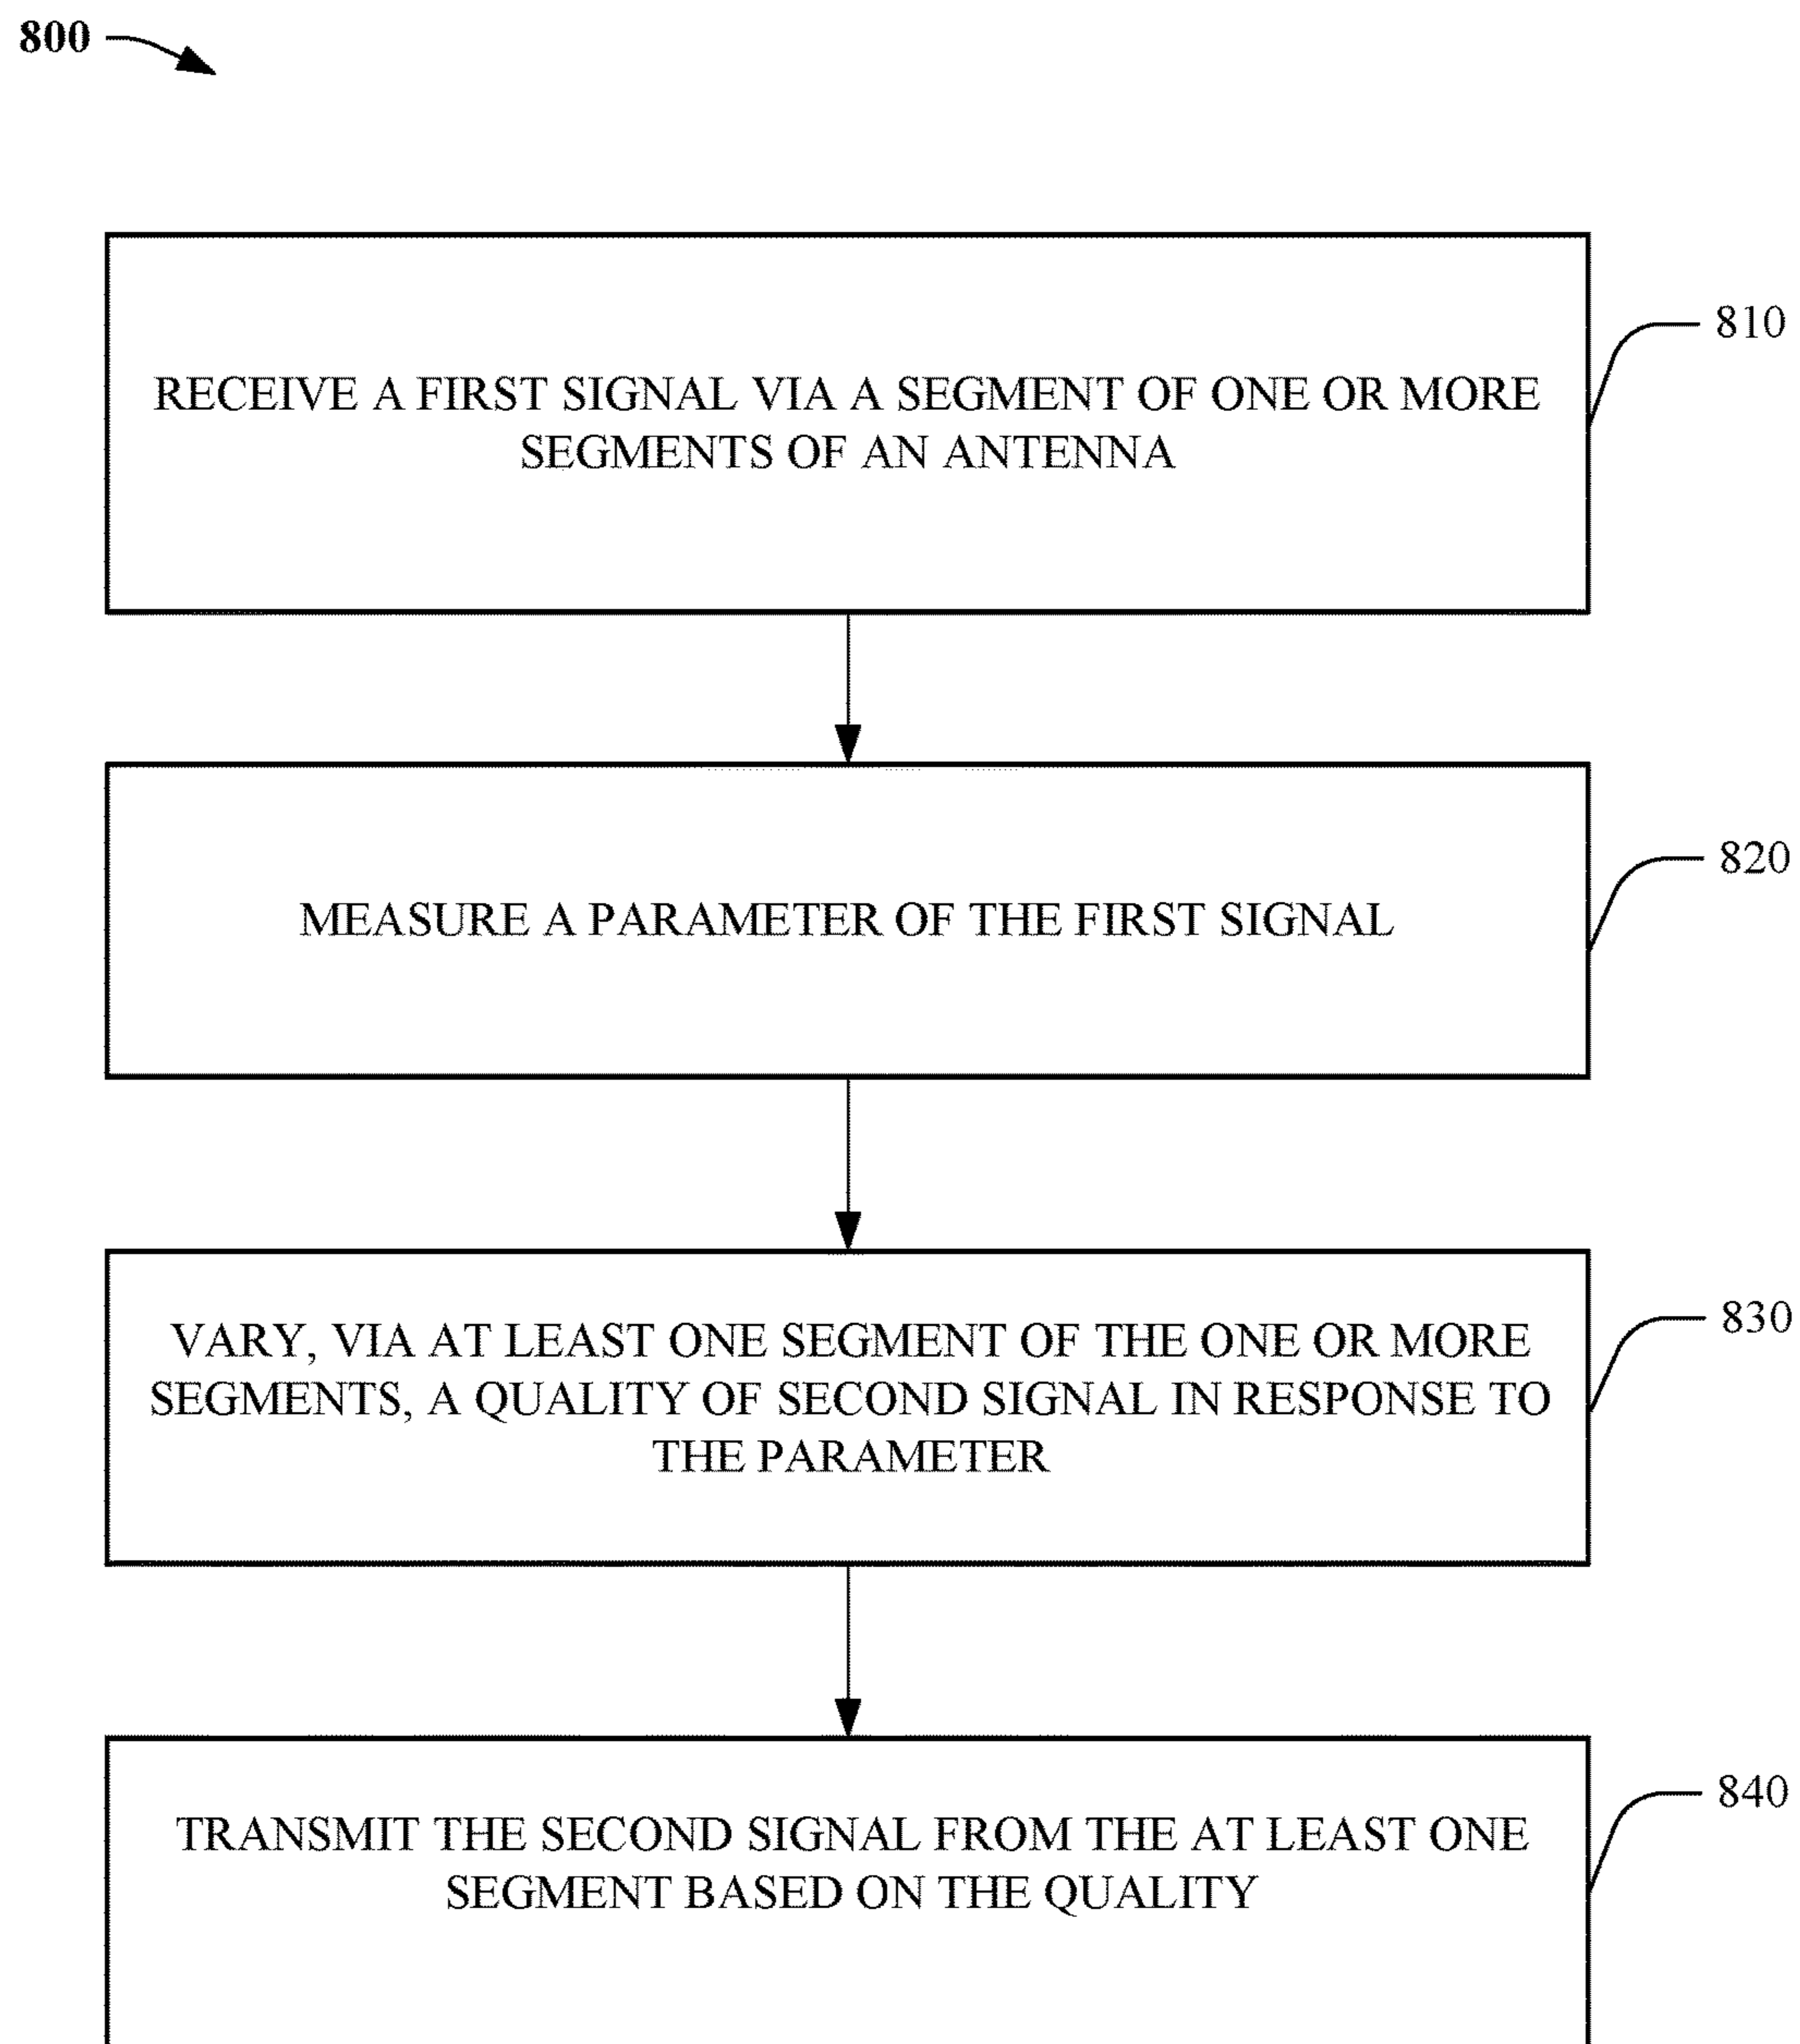 800
RECEIVE A FIRST SIGNAL VIA A SEGMENT OF ONE OR MORE
SEGMENTS OF AN ANTENNA
810
MEASURE A PARAMETER OF THE FIRST SIGNAL
820
VARY, VIA AT LEAST ONE SEGMENT OF THE ONE OR MORE
SEGMENTS, A QUALITY OF SECOND SIGNAL IN RESPONSE TO
THE PARAMETER
830
TRANSMIT THE SECOND SIGNAL FROM THE AT LEAST ONE
SEGMENT BASED ON THE QUALITY
840